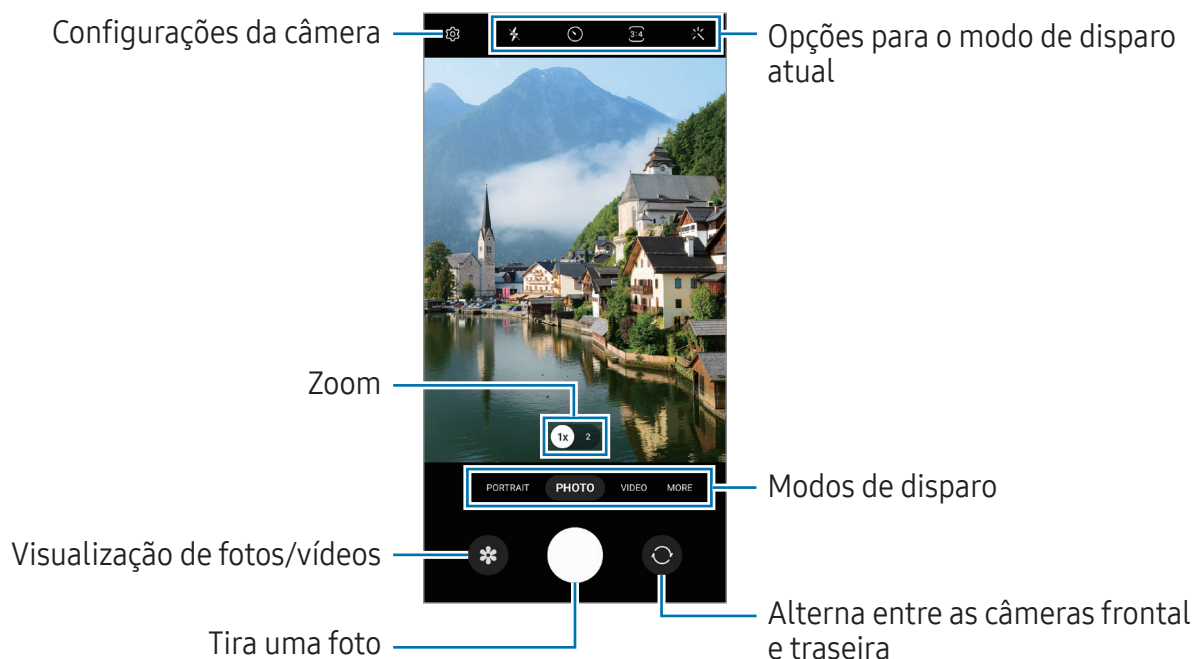 Configurações da câmera
3:4
Opções para o modo de disparo
atual
Zoom
1x 2
PORTRAIT PHOTO VIDEO MORE
Modos de disparo
Visualização de fotos/vídeos
Tira uma foto
Alterna entre as câmeras frontal
e traseira